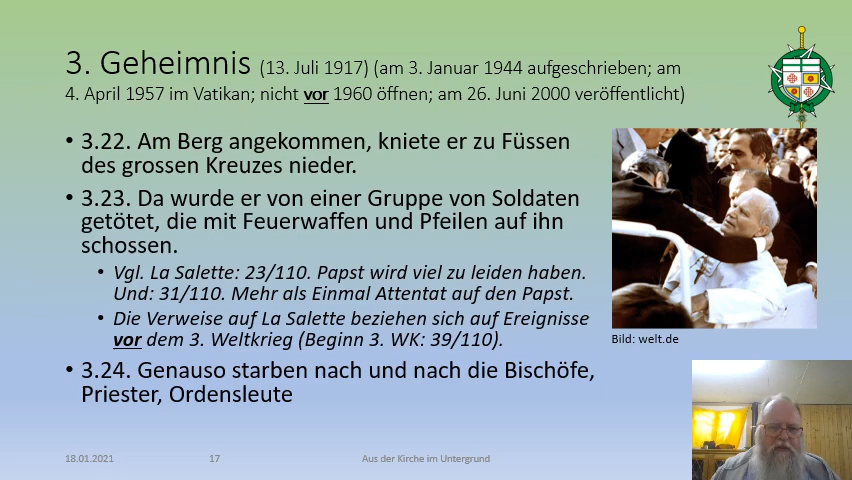 3. Geheimnis (13. Juli 1917) (am 3. Januar 1944 aufgeschrieben; am
4. April 1957 im Vatikan; nicht vor 1960 öffnen; am 26. Juni 2000 veröffentlicht)
• 3.22. Am Berg angekommen, kniete er zu Füssen
des grossen Kreuzes nieder.
• 3.23. Da wurde er von einer Gruppe von Soldaten
getötet, die mit Feuerwaffen und Pfeilen auf ihn
schossen.
• Vgl. La Salette: 23/110. Papst wird viel zu leiden haben.
Und: 31/110. Mehr als Einmal Attentat auf den Papst.
• Die Verweise auf La Salette beziehen sich auf Ereignisse
vor dem 3. Weltkrieg (Beginn 3. WK: 39/110).
• 3.24. Genauso starben nach und nach die Bischöfe,
Priester, Ordensleute
Bild: welt.de
18.01.2021
17
Aus der Kirche im Untergrund